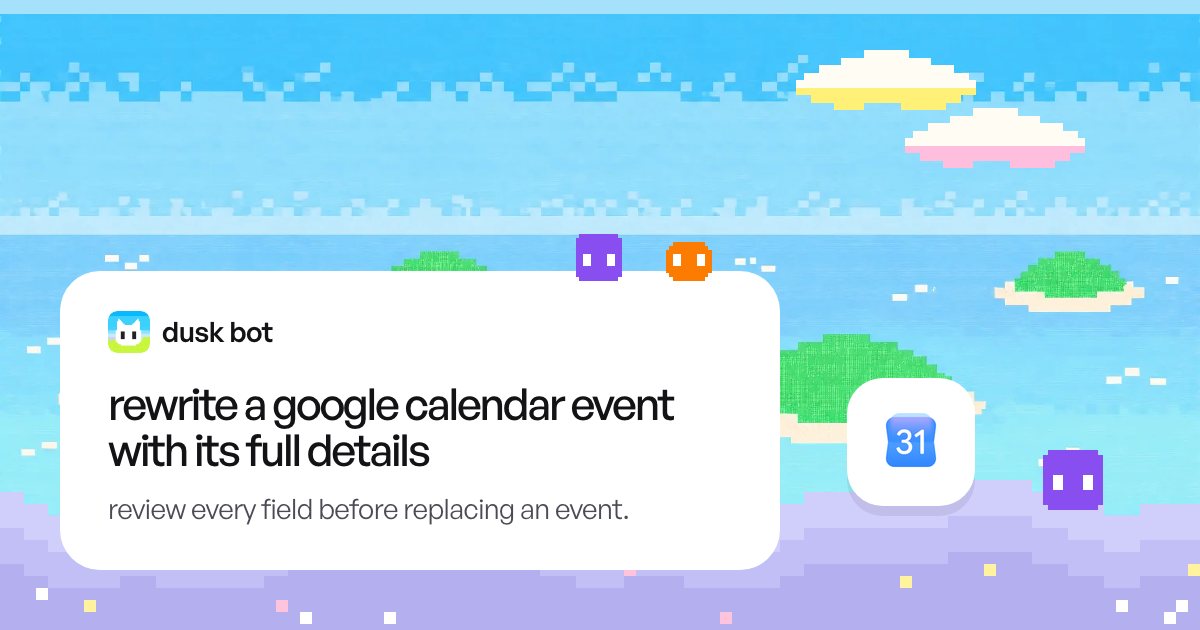 dusk bot
rewrite a google calendar event
with its full details
review every field before replacing an event.
31